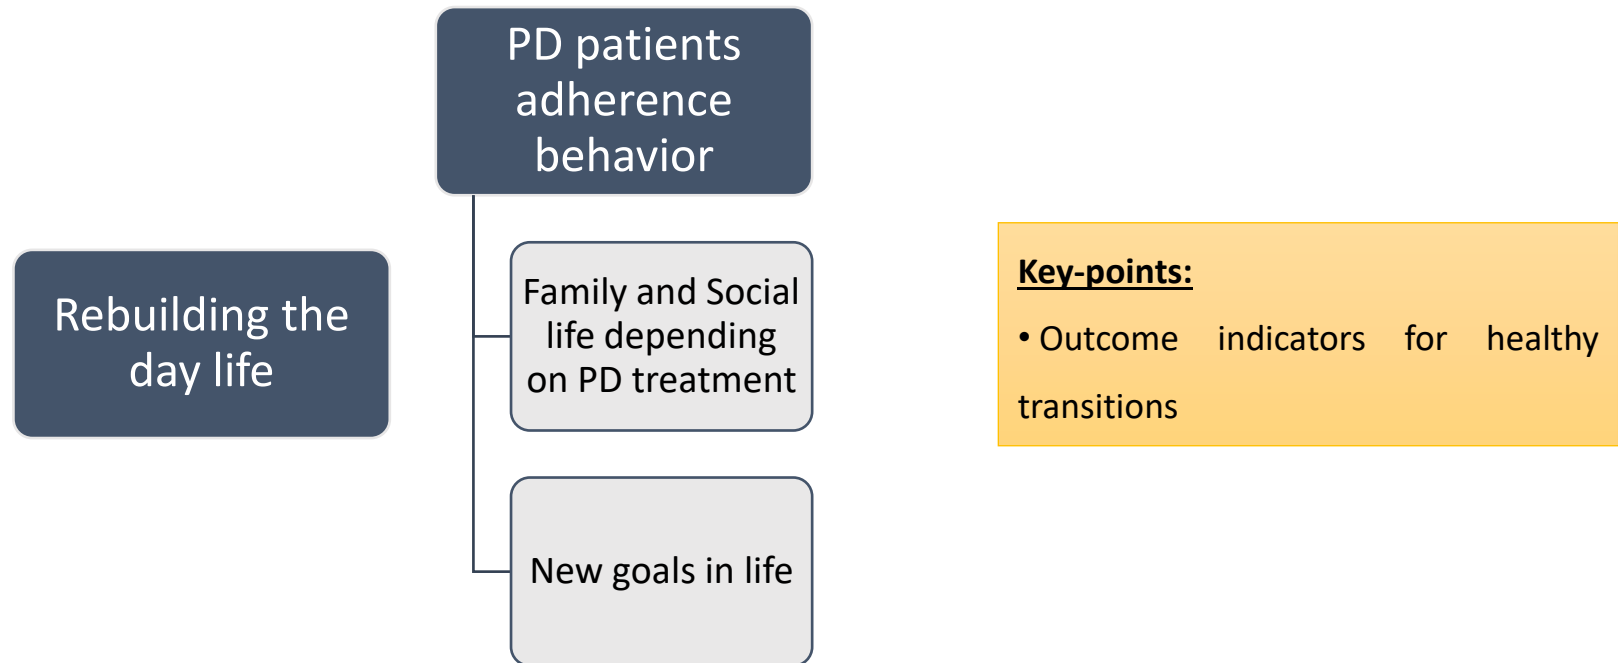 PD patients
adherence
behavior
Rebuilding the
day life
Family and Social
life depending
on PD treatment
New goals in life
Key-points:
• Outcome indicators for healthy
transitions